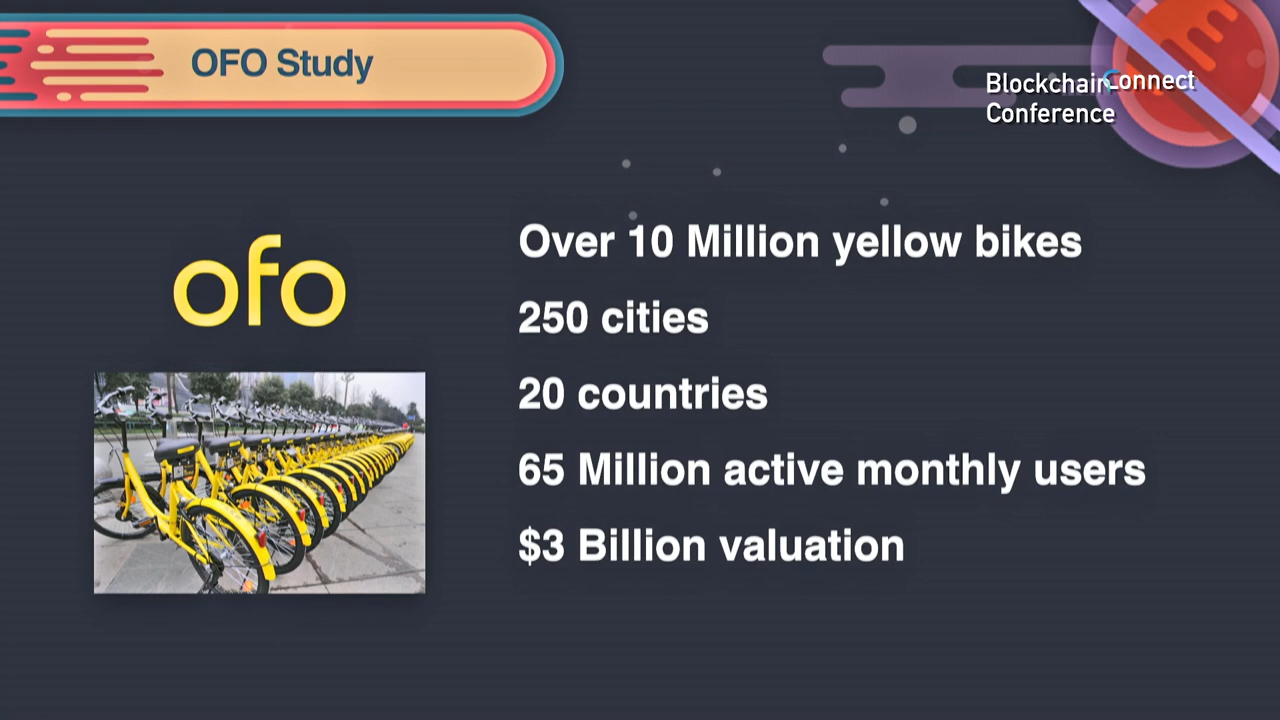 OFO Study
Blockchain Connect
Conference
ofo
Over 10 Million yellow bikes
250 cities
20 countries
65 Million active monthly users
$3 Billion valuation